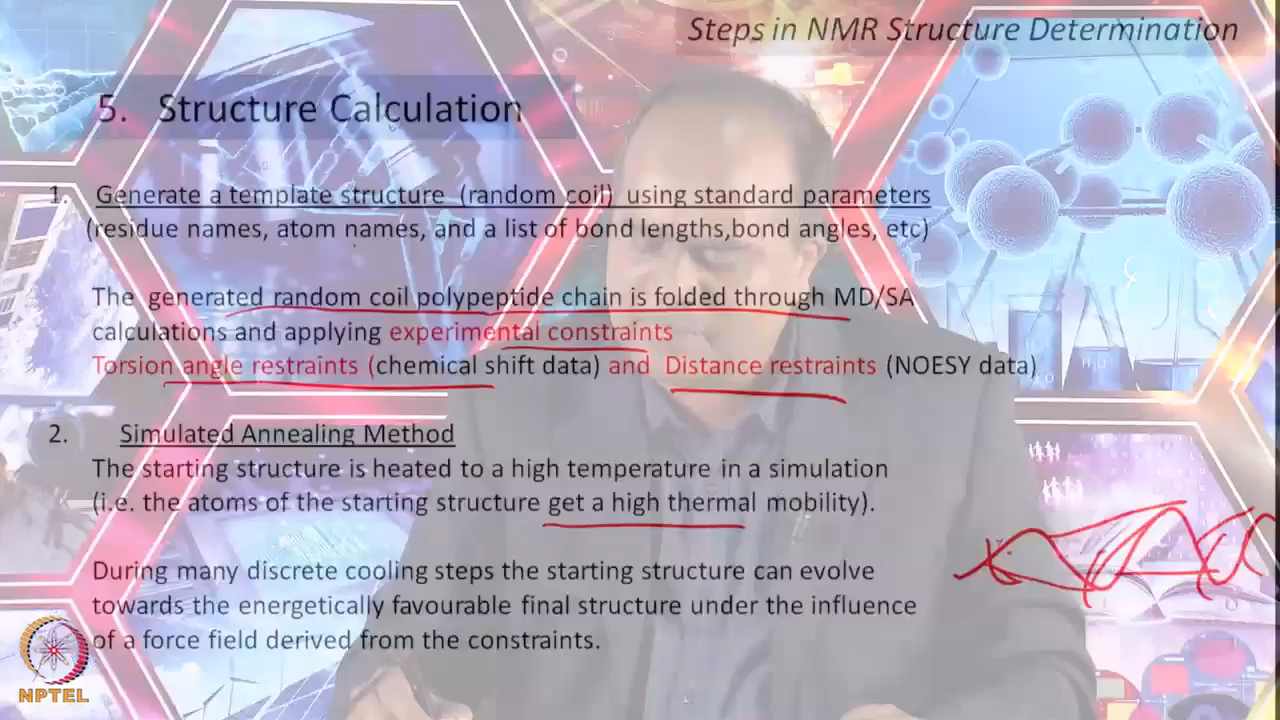 Steps in NMR Structure Determination
5. Structure Calculation
1. Generate a template structure (random coil) using standard parameters
(residue names, atom names, and a list of bond lengths,bond angles, etc)
The generated random coil polypeptide chain is folded through MD/SA
calculations and applying experimental constraints
Torsion angle restraints (chemical shift data) and Distance restraints (NOESY data)
2. Simulated Annealing Method
The starting structure is heated to a high temperature in a simulation
(i.e. the atoms of the starting structure get a high thermal mobility).
During many discrete cooling steps the starting structure can evolve
towards the energetically favourable final structure under the influence
of a force field derived from the constraints.
NPTEL